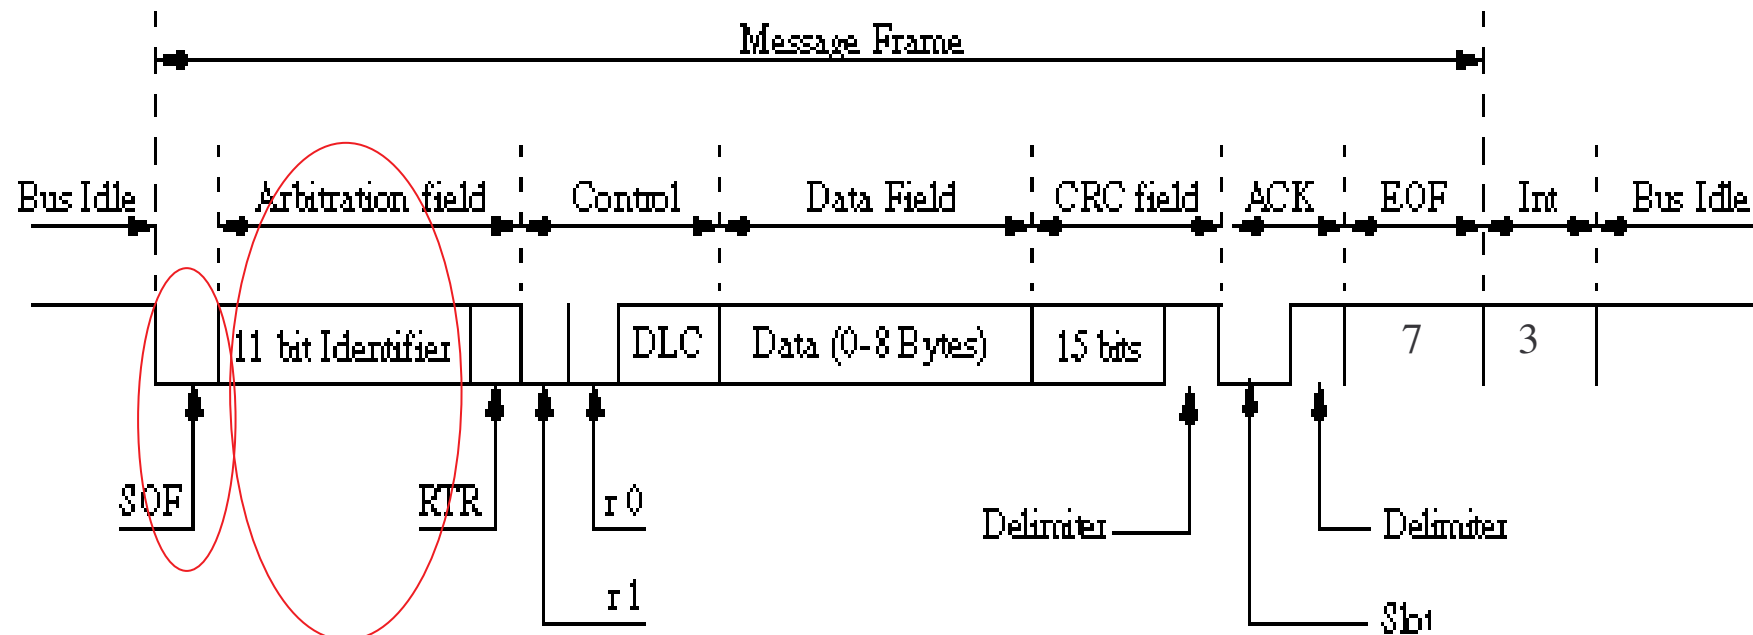 Message Frame
Bus Idle Arbitration field Control Data Field CRC field ACK EOF Int Bus Idle
11 bit Identifier DLC Data (0-8 Bytes) 15 bits 7 3
SOF RTR r 0 Delimiter Delimiter
r 1 Slot